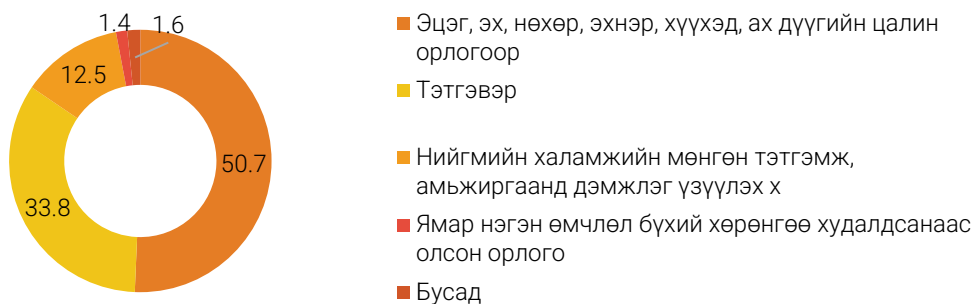 1.4
1.6
12.5
50.7
33.8
Эцэг, эх, нөхөр, эхнэр, хүүхэд, ах дүүгийн цалин
орлогоор
Тэтгэвэр
Нийгмийн халамжийн мөнгөн тэтгэмж,
амьжиргаанд дэмжлэг үзүүлэх х
Ямар нэгэн өмчлөл бүхий хөрөнгөө худалдсанаас
олсон орлого
Бусад